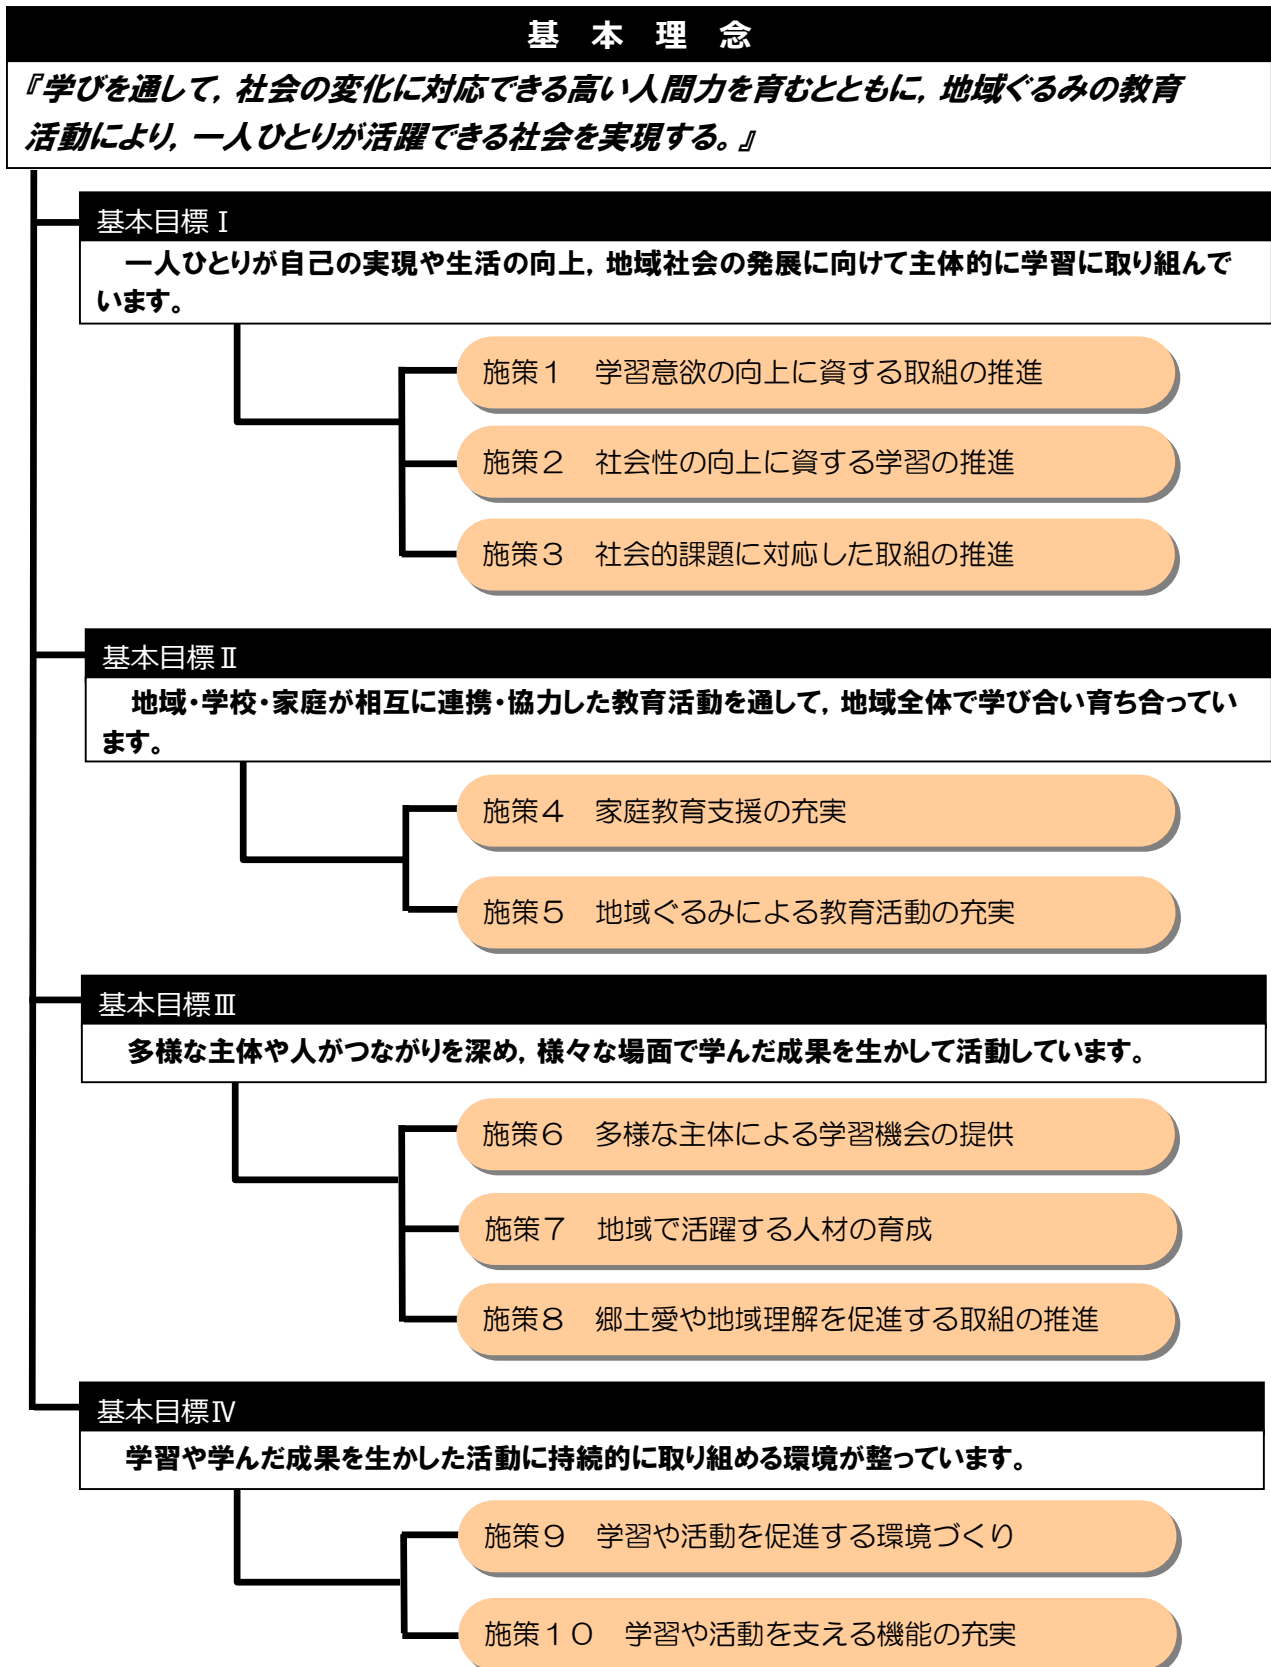 基 本 理 念
『学びを通して，社会の変化に対応できる高い人間力を育むとともに，地域ぐるみの教育
活動により，一人ひとりが活躍できる社会を実現する。』
基本目標Ⅰ
一人ひとりが自己の実現や生活の向上，地域社会の発展に向けて主体的に学習に取り組んで
います。
施策１　学習意欲の向上に資する取組の推進
施策２　社会性の向上に資する学習の推進
施策３　社会的課題に対応した取組の推進
基本目標Ⅱ
地域・学校・家庭が相互に連携・協力した教育活動を通して，地域全体で学び合い育ち合ってい
ます。
施策４　家庭教育支援の充実
施策５　地域ぐるみによる教育活動の充実
基本目標Ⅲ
多様な主体や人がつながりを深め，様々な場面で学んだ成果を生かして活動しています。
施策６　多様な主体による学習機会の提供
施策７　地域で活躍する人材の育成
施策８　郷土愛や地域理解を促進する取組の推進
基本目標Ⅳ
学習や学んだ成果を生かした活動に持続的に取り組める環境が整っています。
施策９　学習や活動を促進する環境づくり
施策１０　学習や活動を支える機能の充実